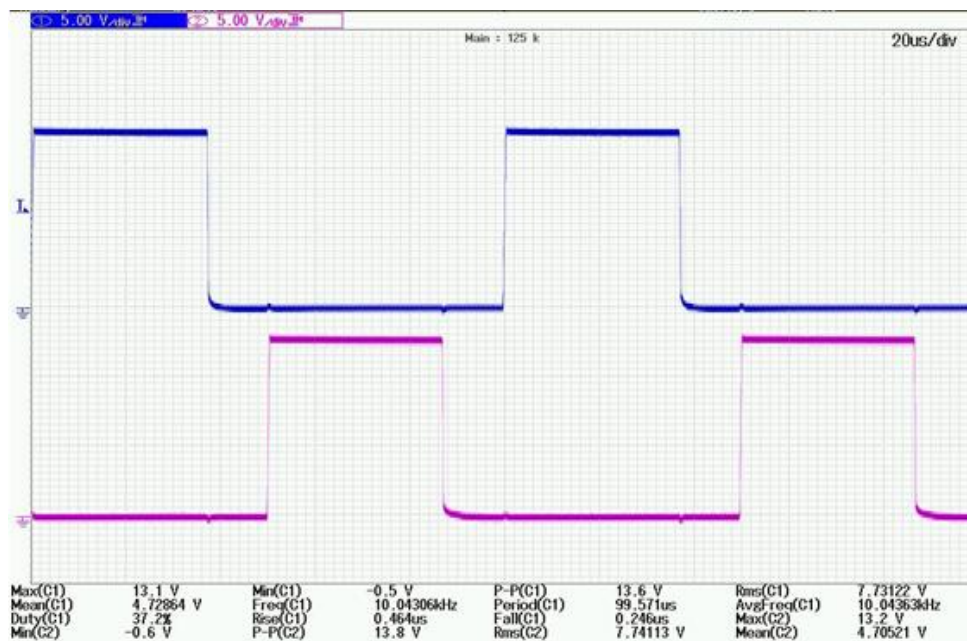 1 5.00 V/div 2 5.00 V/div
Main : 125 k 20us/div
Max(C1) 13.1 V Min(C1) -0.5 V P-P(C1) 13.6 V Rms(C1) 7.73122 V
Mean(C1) 4.72864 V Freq(C1) 10.04306kHz Period(C1) 99.571us AvgFreq(C1) 10.04363kHz
Duty(C1) 37.2% Rise(C1) 0.464us Fall(C1) 0.246us Max(C2) 13.2 V
Min(C2) -0.6 V P-P(C2) 13.8 V Rms(C2) 7.74113 V Mean(C2) 4.70521 V